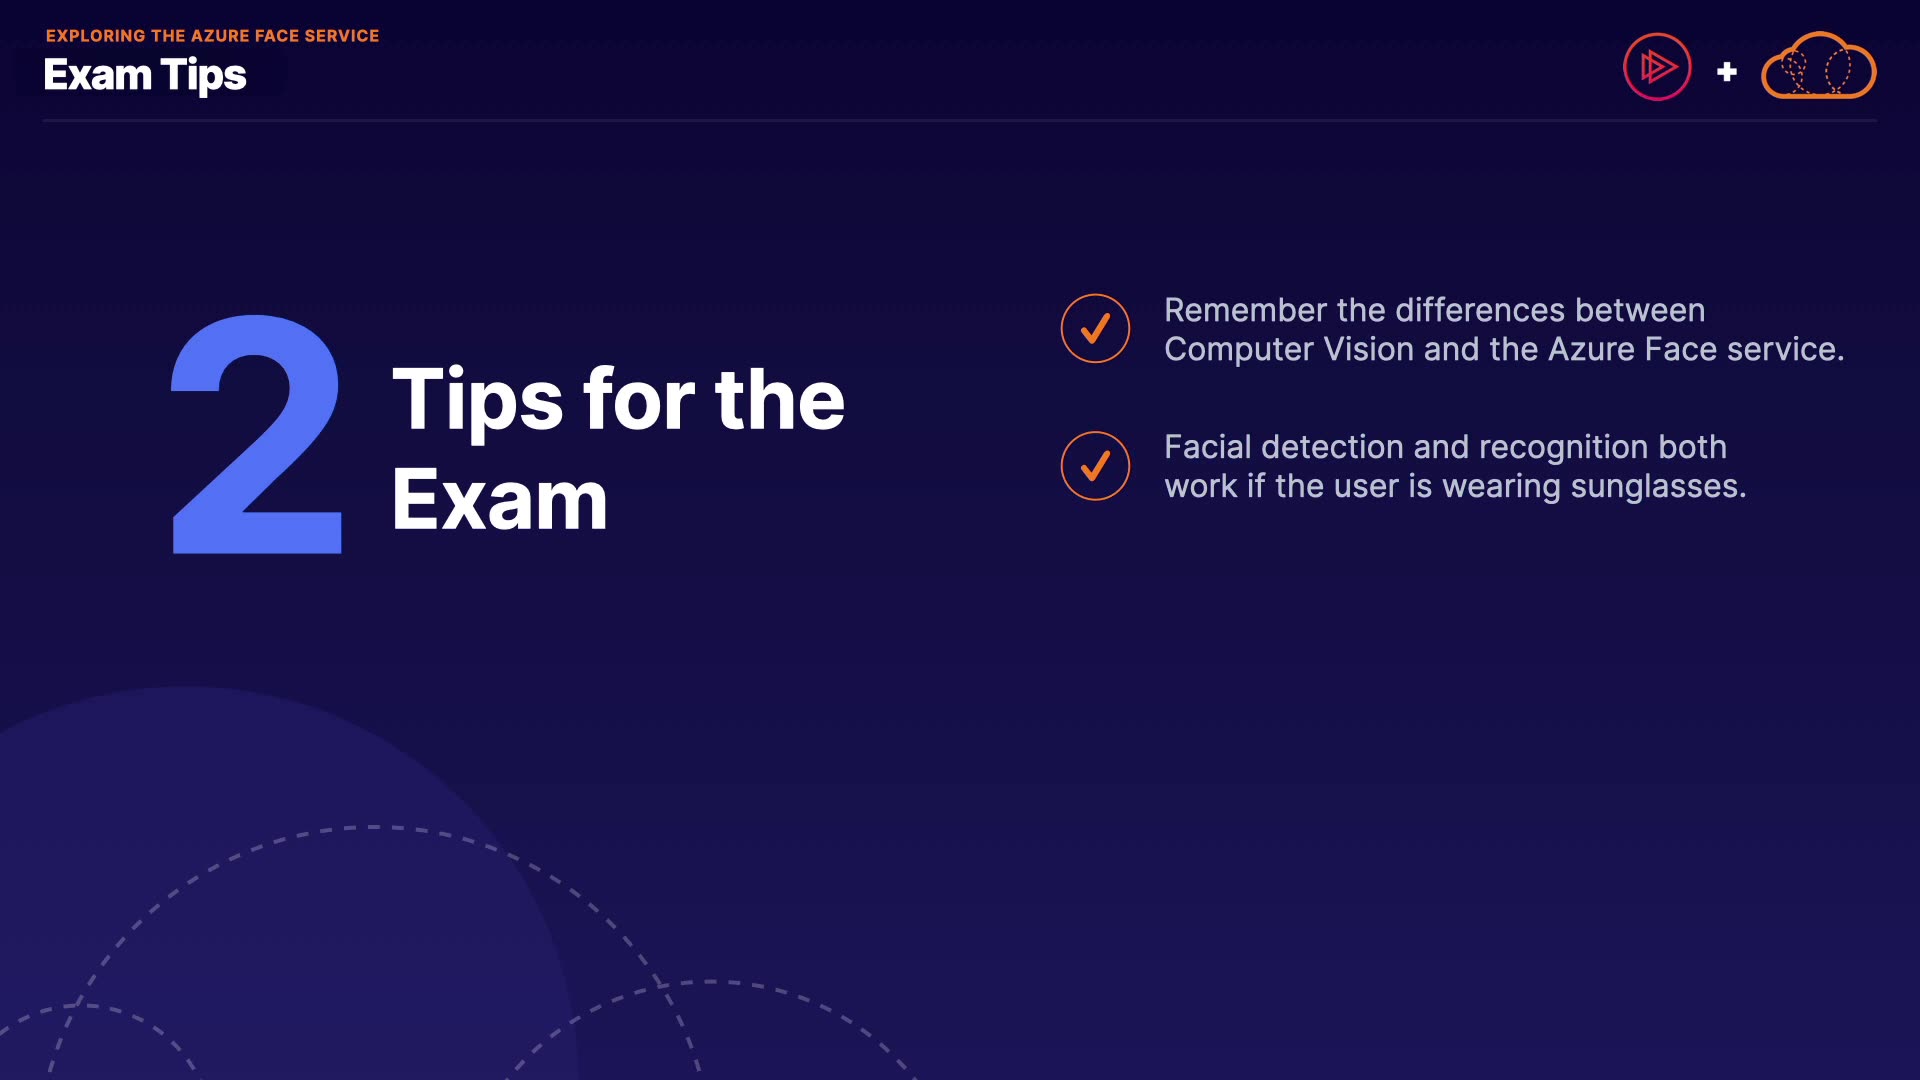 EXPLORING THE AZURE FACE SERVICE
Exam Tips
2
Tips for the
Exam
Remember the differences between
Computer Vision and the Azure Face service.
Facial detection and recognition both
work if the user is wearing sunglasses.